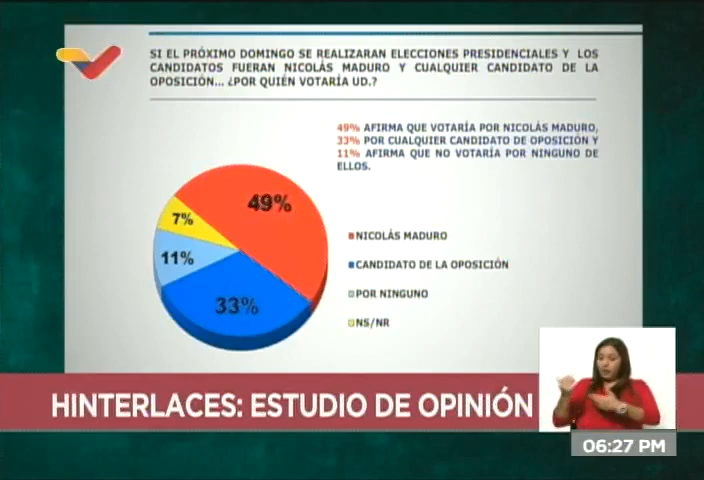 SI EL PRÓXIMO DOMINGO SE REALIZARAN ELECCIONES PRESIDENCIALES Y LOS
CANDIDATOS FUERAN NICOLÁS MADURO Y CUALQUIER CANDIDATO DE LA
OPOSICIÓN... ¿POR QUIÉN VOTARÍA UD.?
49% AFIRMA QUE VOTARÍA POR NICOLÁS MADURO,
33% POR CUALQUIER CANDIDATO DE OPOSICIÓN Y
11% AFIRMA QUE NO VOTARÍA POR NINGUNO DE
ELLOS.
49%
7%
11%
33%
NICOLÁS MADURO
CANDIDATO DE LA OPOSICIÓN
POR NINGUNO
NS/NR
HINTERLACES: ESTUDIO DE OPINIÓN
06:27 PM